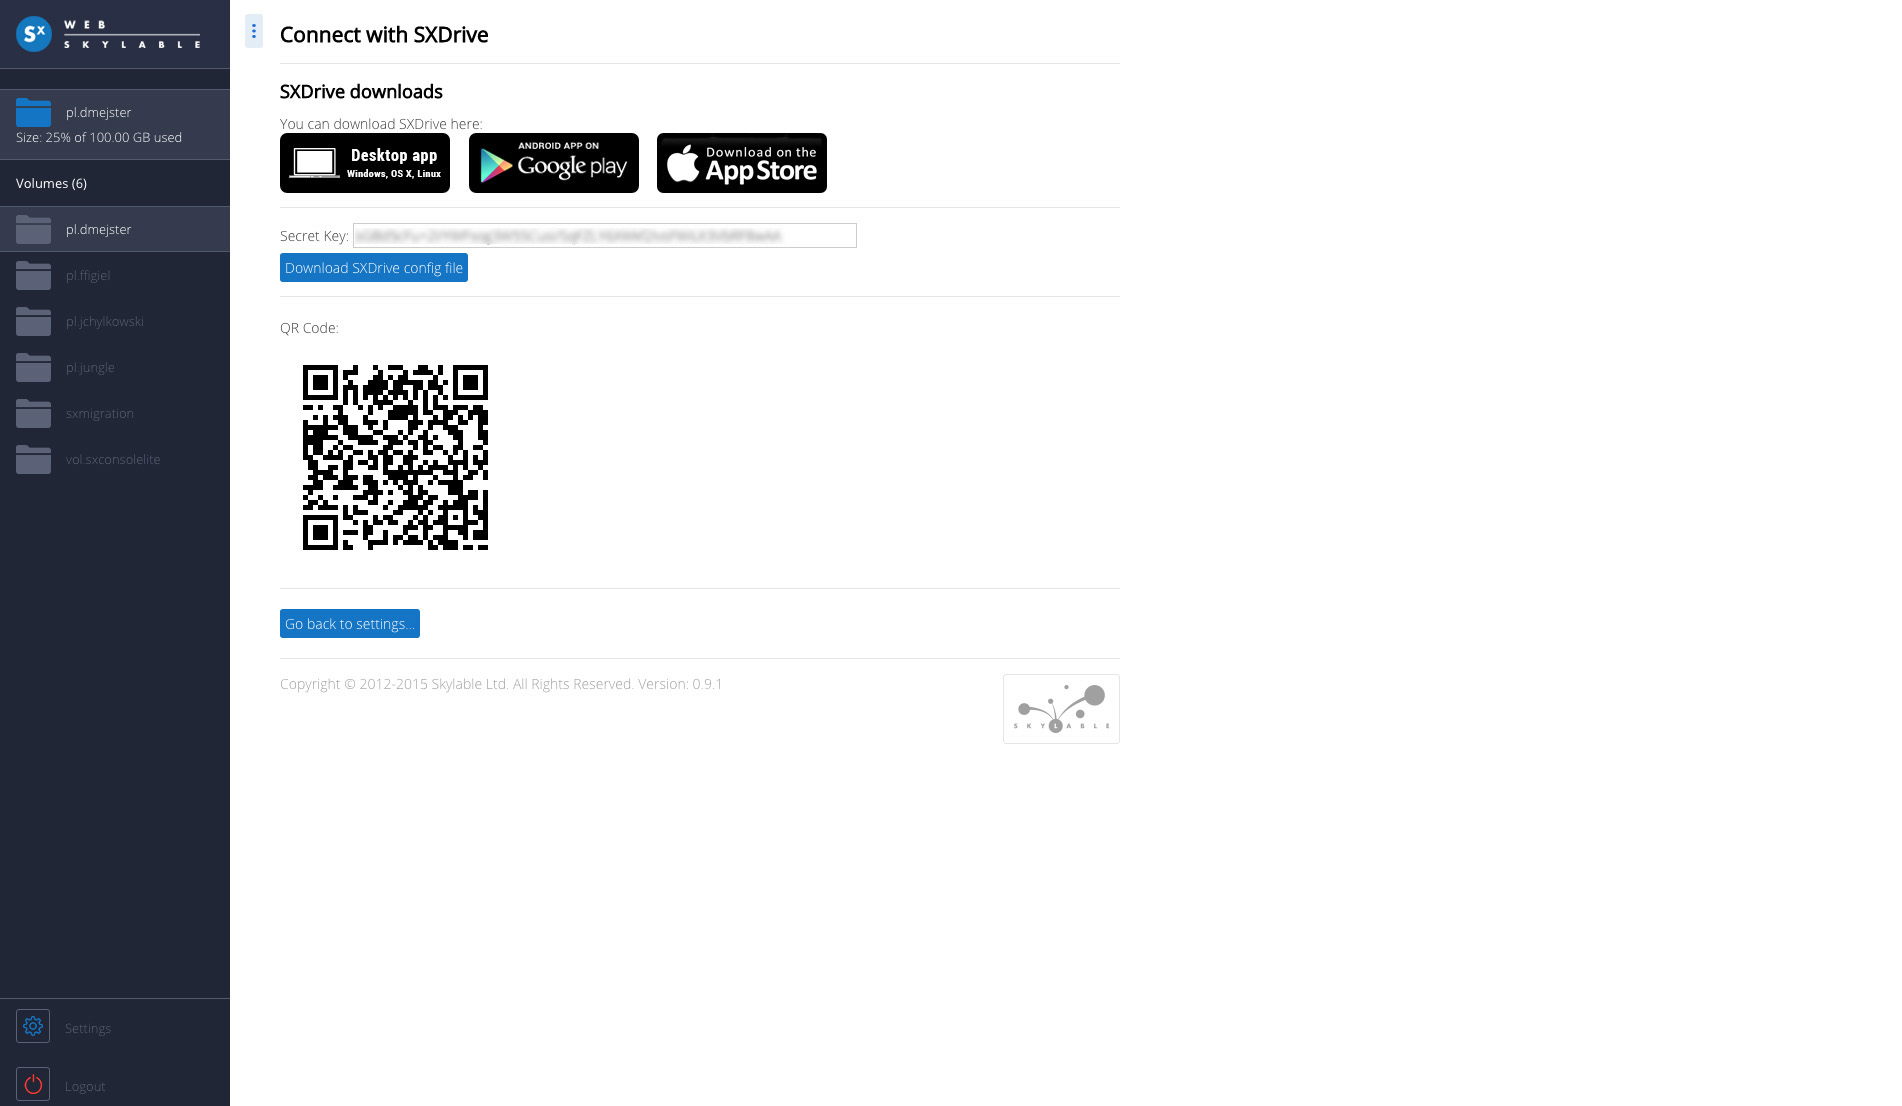 Sx WEB
SKYLABLE
pl.dmejster
Size: 25% of 100.00 GB used
Volumes (6)
pl.dmejster
pl.ffigiel
pl.jchylkowski
pl.jungle
sxmigration
vol.sxconsolelite
Settings
Logout
Connect with SXDrive
SXDrive downloads
You can download SXDrive here:
Desktop app
Windows, OS X, Linux
ANDROID APP ON
Google play
Download on the
App Store
Secret Key:
Download SXDrive config file
QR Code:
Go back to settings...
Copyright © 2012-2015 Skylable Ltd. All Rights Reserved. Version: 0.9.1
SKYLABLE